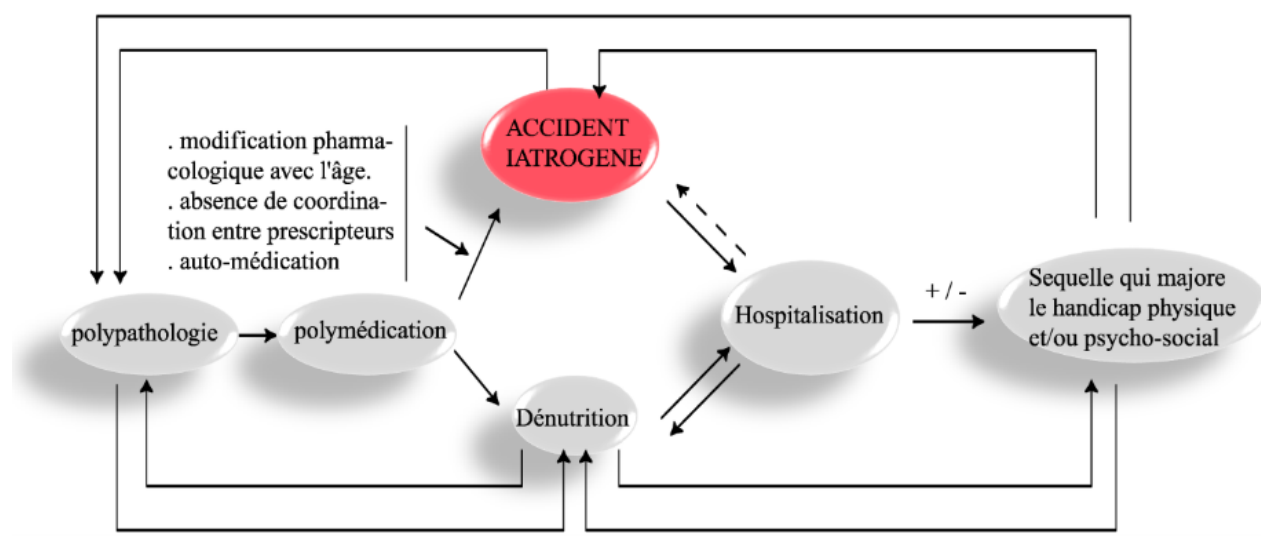 ACCIDENT
IATROGENE
. modification pharma-
cologique avec l'âge.
. absence de coordina-
tion entre prescripteurs
. auto-médication
polypathologie
polymédication
Hospitalisation
+ / -
Sequelle qui majore
le handicap physique
et/ou psycho-social
Dénutrition